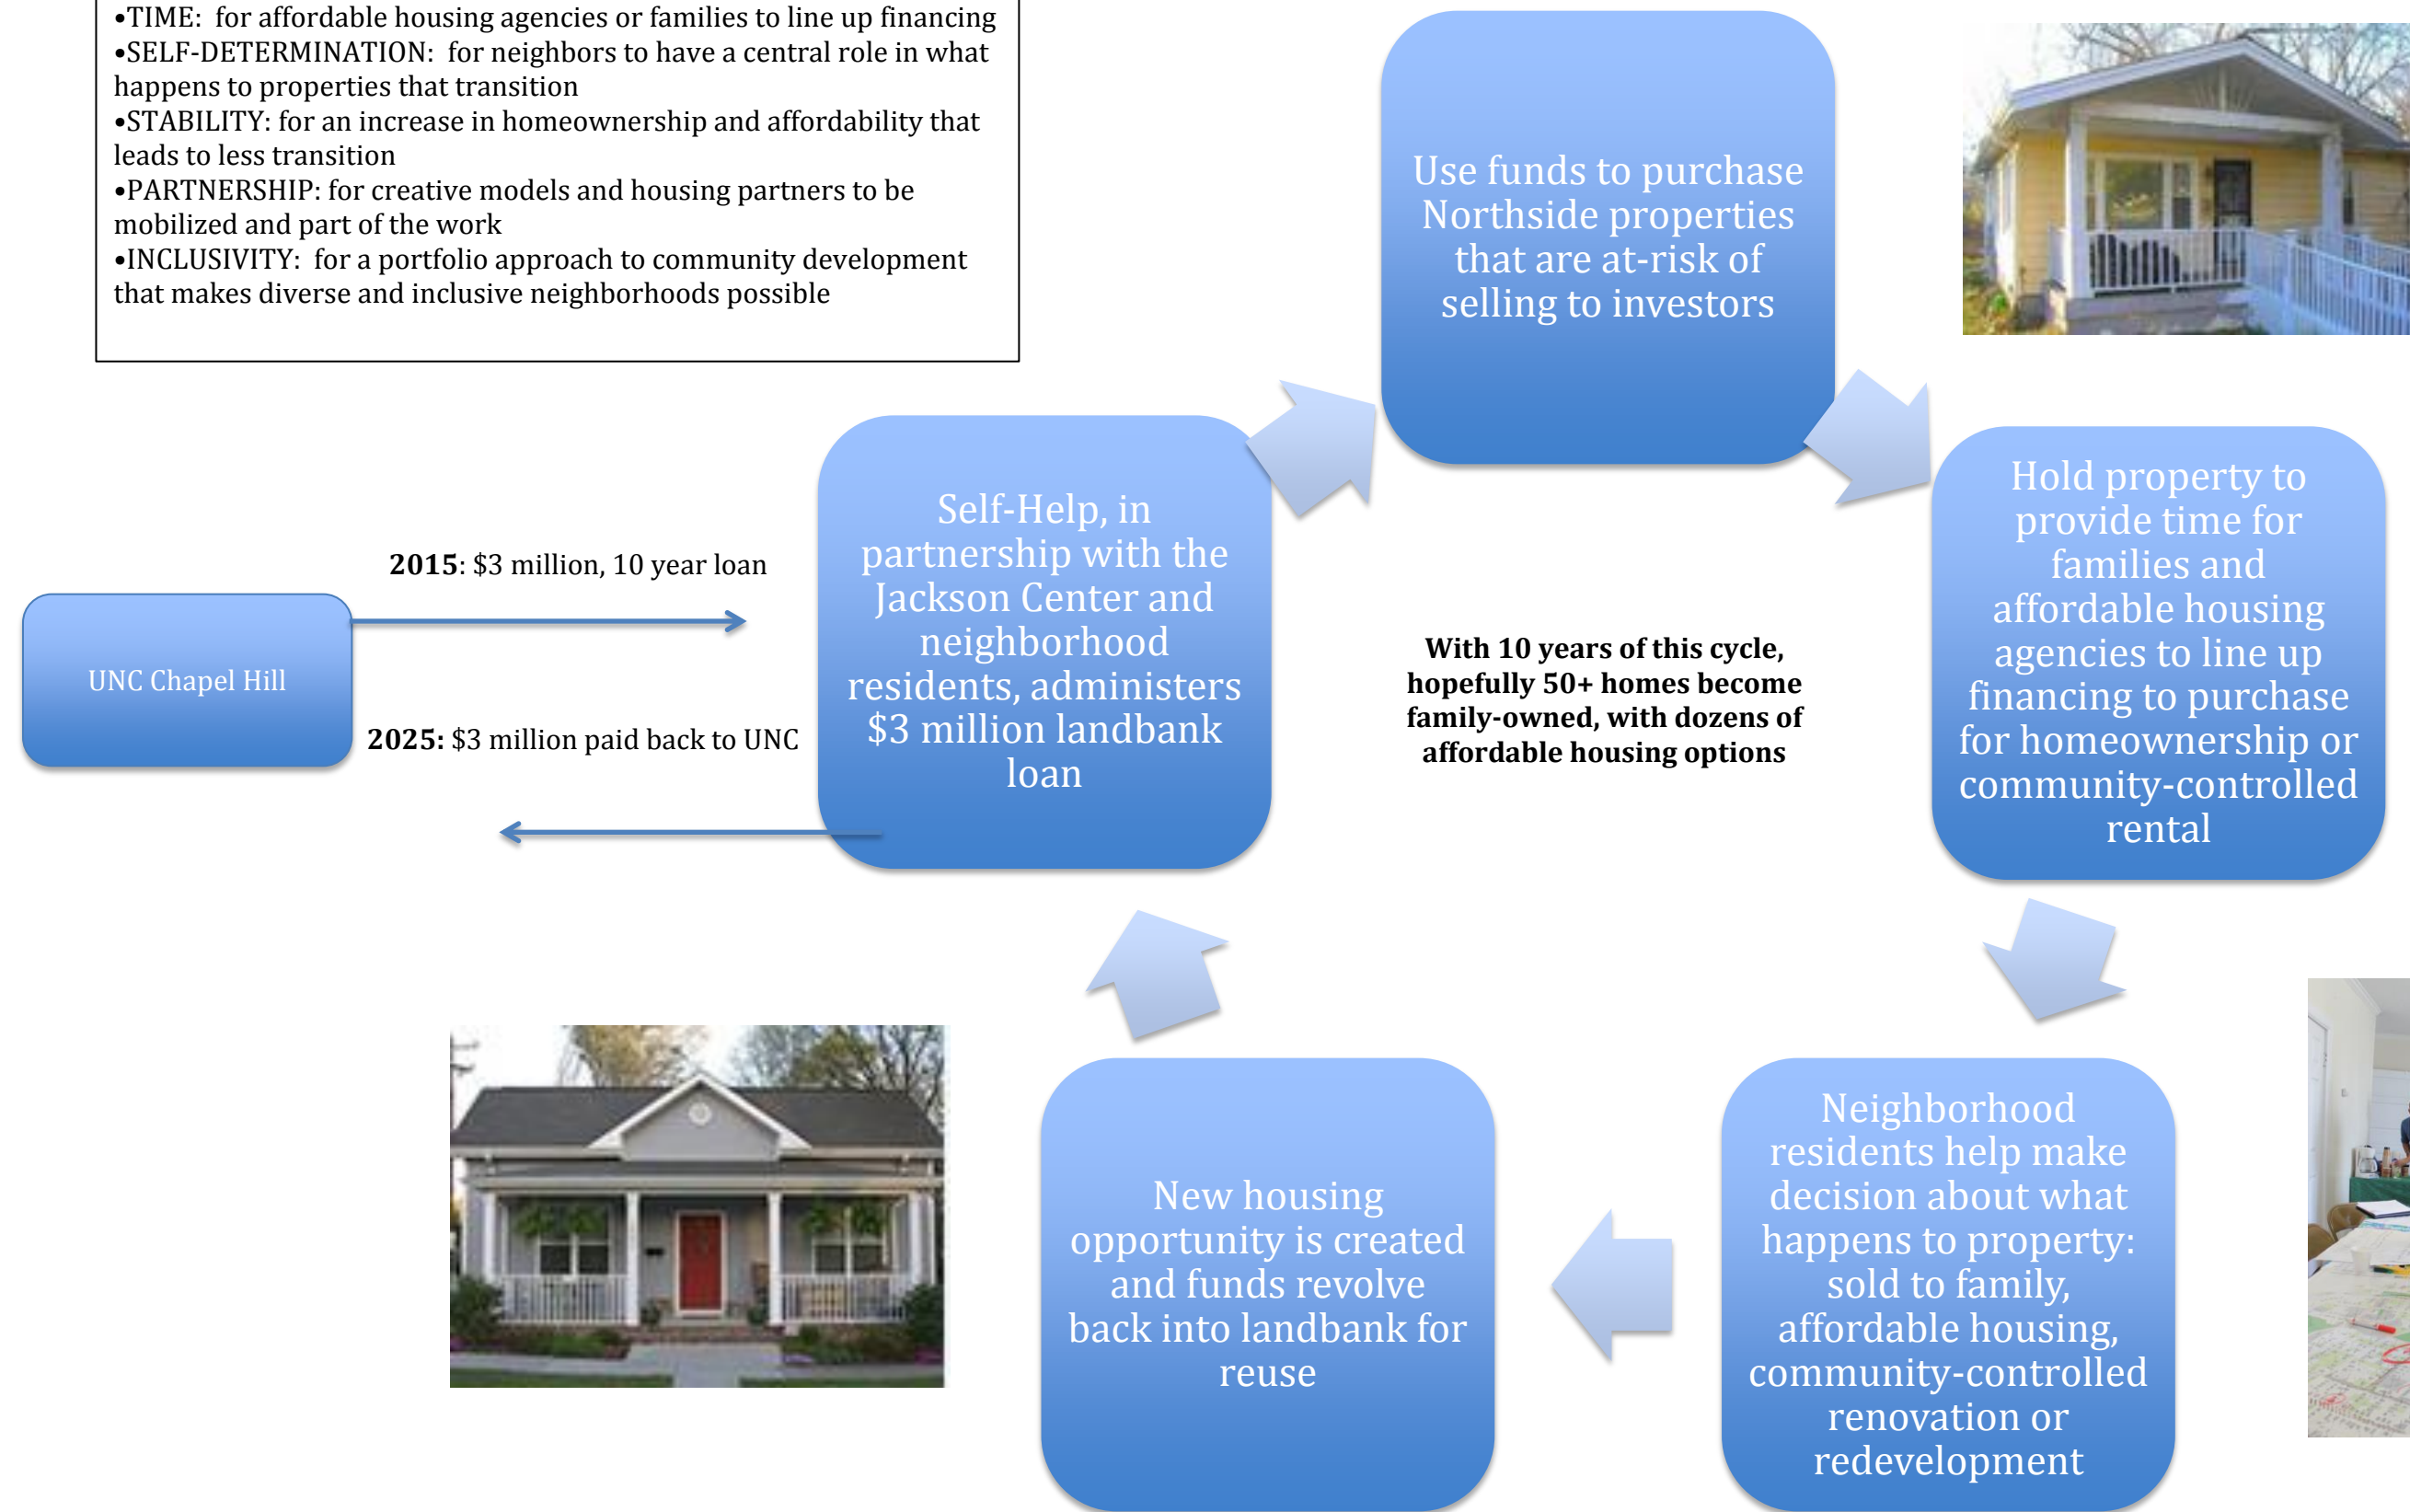 •TIME:  for affordable housing agencies or families to line up financing
•SELF-DETERMINATION:  for neighbors to have a central role in what
happens to properties that transition
•STABILITY: for an increase in homeownership and affordability that
leads to less transition
•PARTNERSHIP: for creative models and housing partners to be
mobilized and part of the work
•INCLUSIVITY:  for a portfolio approach to community development
that makes diverse and inclusive neighborhoods possible
Use funds to purchase
Northside properties
that are at-risk of
selling to investors
UNC Chapel Hill
2015: $3 million, 10 year loan
2025: $3 million paid back to UNC
Self-Help, in
partnership with the
Jackson Center and
neighborhood
residents, administers
$3 million landbank
loan
With 10 years of this cycle,
hopefully 50+ homes become
family-owned, with dozens of
affordable housing options
Hold property to
provide time for
families and
affordable housing
agencies to line up
financing to purchase
for homeownership or
community-controlled
rental
Neighborhood
residents help make
decision about what
happens to property:
sold to family,
affordable housing,
community-controlled
renovation or
redevelopment
New housing
opportunity is created
and funds revolve
back into landbank for
reuse